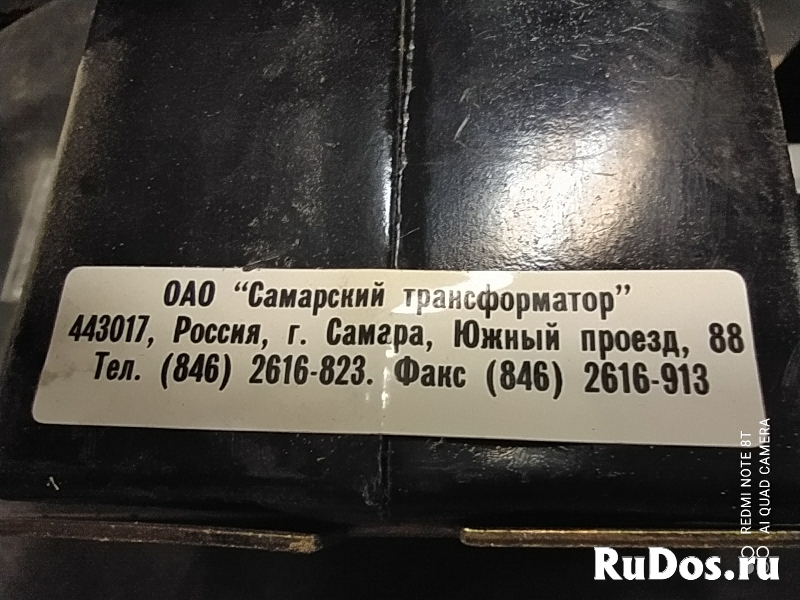 ОАО "Самарский трансформатор"
443017, Россия, г. Самара, Южный проезд, 88
Тел. (846) 2616-823. Факс (846) 2616-913
REDMI NOTE 8T
AI QUAD CAMERA
RuDos.ru